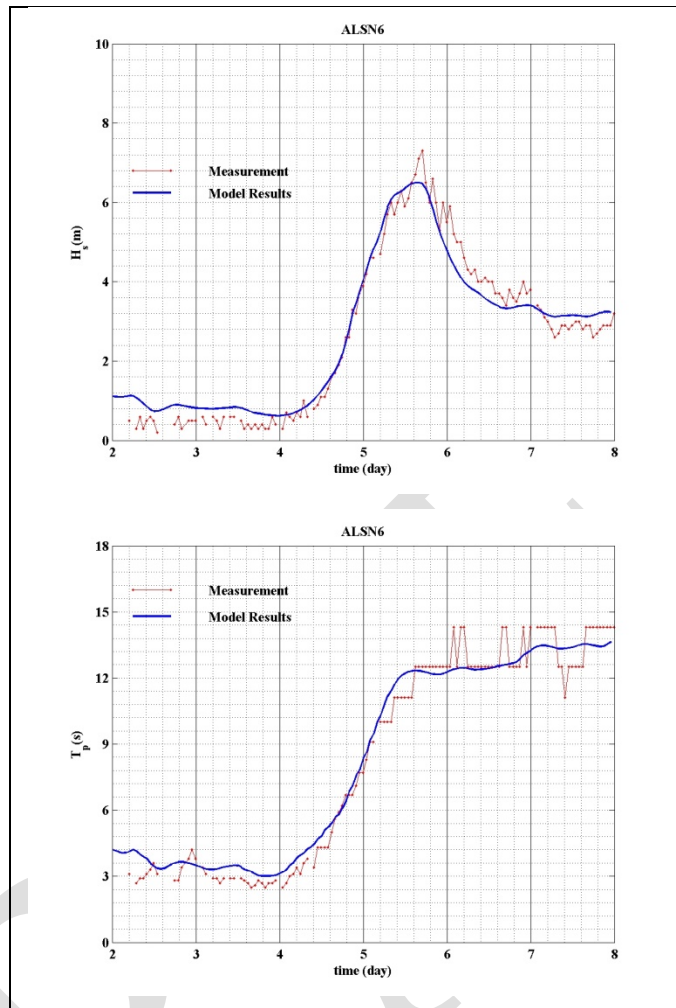 ALSN6
10
8
6
4
2
0
H_s (m)
Measurement
Model Results
2 3 4 5 6 7 8
time (day)
ALSN6
18
15
12
9
6
3
0
T_p (s)
Measurement
Model Results
2 3 4 5 6 7 8
time (day)